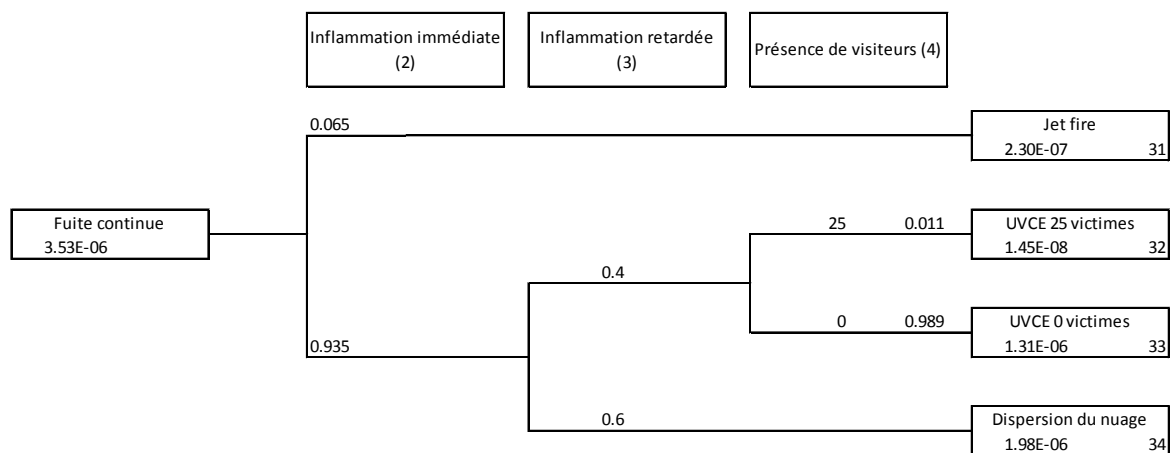 Inflammation immédiate
(2)
Inflammation retardée
(3)
Présence de visiteurs (4)
0.065
Jet fire
2.30E-07 31
Fuite continue
3.53E-06
25 0.011
UVCE 25 victimes
1.45E-08 32
0.4
0 0.989
UVCE 0 victimes
1.31E-06 33
0.935
0.6
Dispersion du nuage
1.98E-06 34